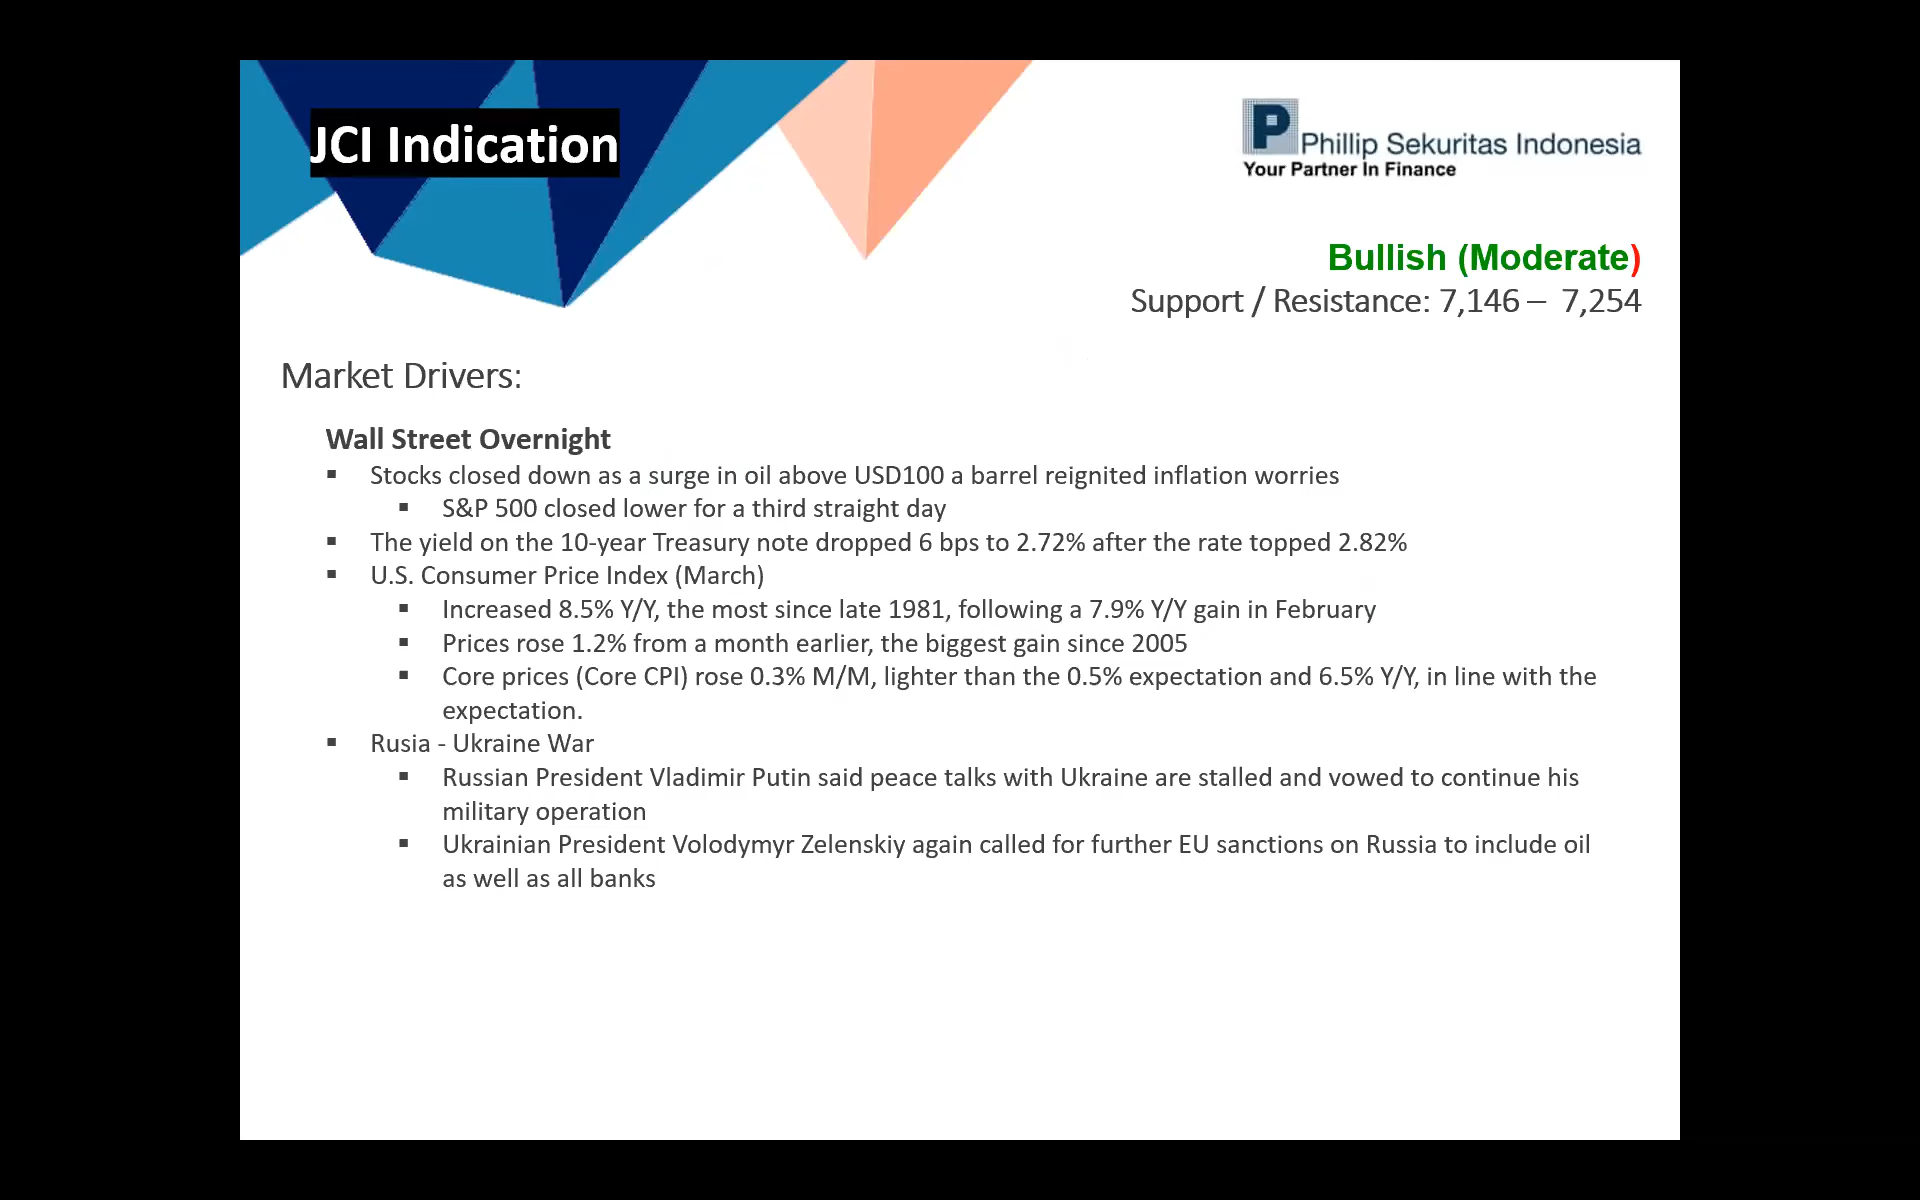 JCI Indication
P
Phillip Sekuritas Indonesia
Your Partner In Finance
Bullish (Moderate)
Support / Resistance: 7,146 – 7,254
Market Drivers:
Wall Street Overnight
▪ Stocks closed down as a surge in oil above USD100 a barrel reignited inflation worries
▪ S&P 500 closed lower for a third straight day
▪ The yield on the 10-year Treasury note dropped 6 bps to 2.72% after the rate topped 2.82%
▪ U.S. Consumer Price Index (March)
▪ Increased 8.5% Y/Y, the most since late 1981, following a 7.9% Y/Y gain in February
▪ Prices rose 1.2% from a month earlier, the biggest gain since 2005
▪ Core prices (Core CPI) rose 0.3% M/M, lighter than the 0.5% expectation and 6.5% Y/Y, in line with the
expectation.
▪ Rusia - Ukraine War
▪ Russian President Vladimir Putin said peace talks with Ukraine are stalled and vowed to continue his
military operation
▪ Ukrainian President Volodymyr Zelenskiy again called for further EU sanctions on Russia to include oil
as well as all banks